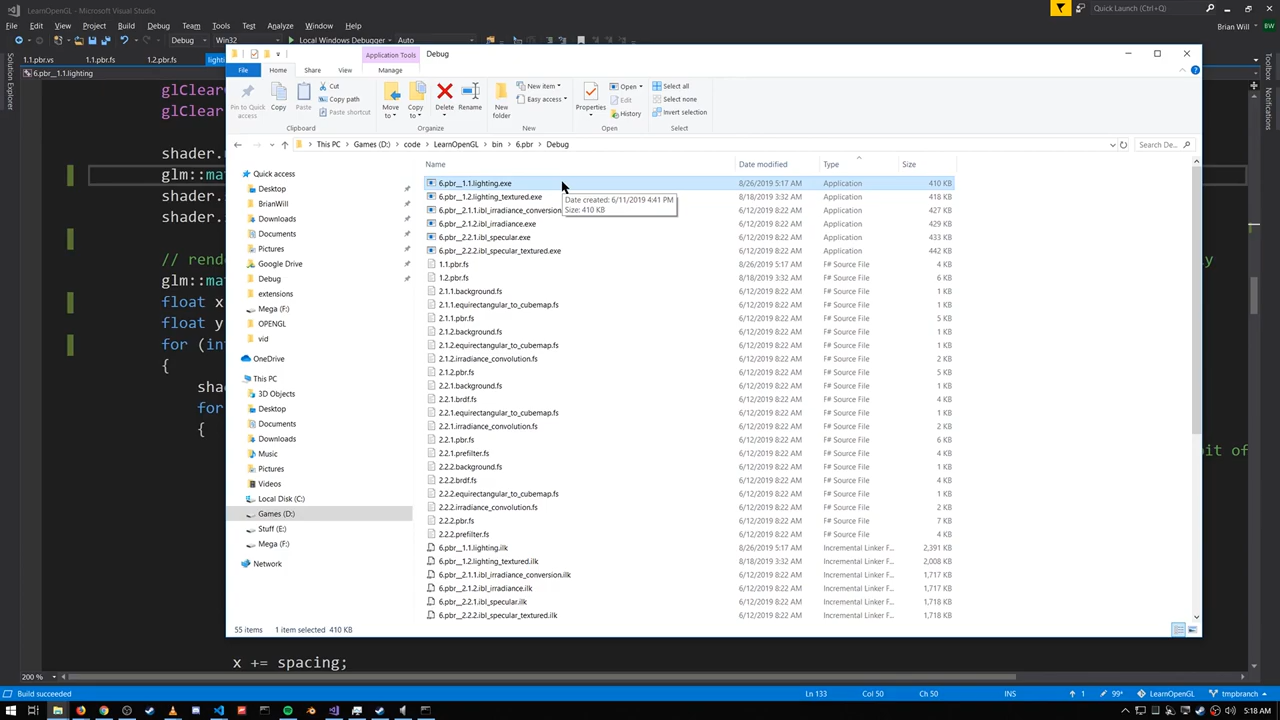 LearnOpenGL - Microsoft Visual Studio
Quick Launch (Ctrl+Q)
File Edit View Project Build Debug Team Tools Test Analyze Window Help
Brian Will BW
Debug Win32 Local Windows Debugger Auto
1.1.pbr.vs 1.1.pbr.fs 1.2.pbr.fs
6.pbr__1.1.lighting
Solution Explorer
Toolbox
Notifications
Application Tools Debug
File Home Share View Manage
Pin to Quick access
Copy
Paste
Cut
Copy path
Paste shortcut
Clipboard
Move to
Copy to
Delete
Rename
Organize
New folder
New item
Easy access
New
Properties
Open
Edit
History
Open
Select all
Select none
Invert selection
Select
This PC Games (D:) code LearnOpenGL bin 6.pbr Debug
Search De...
Name Date modified Type Size
Quick access
Desktop
BrianWill
Downloads
Documents
Pictures
Google Drive
Debug
extensions
Mega (F:)
OPENGL
vid
OneDrive
This PC
3D Objects
Desktop
Documents
Downloads
Music
Pictures
Videos
Local Disk (C:)
Games (D:)
Stuff (E:)
Mega (F:)
Network
6.pbr__1.1.lighting.exe 8/26/2019 5:17 AM Application 410 KB
6.pbr__1.2.lighting_textured.exe 8/18/2019 3:32 AM Application 418 KB
6.pbr__2.1.1.ibl_irradiance_conversion 6/12/2019 8:22 AM Application 427 KB
6.pbr__2.1.2.ibl_irradiance.exe 6/12/2019 8:22 AM Application 429 KB
6.pbr__2.2.1.ibl_specular.exe 6/12/2019 8:22 AM Application 433 KB
6.pbr__2.2.2.ibl_specular_textured.exe 6/12/2019 8:22 AM Application 442 KB
1.1.pbr.fs 8/26/2019 5:17 AM F# Source File 4 KB
1.2.pbr.fs 8/18/2019 3:32 AM F# Source File 6 KB
2.1.1.background.fs 6/12/2019 8:22 AM F# Source File 1 KB
2.1.1.equirectangular_to_cubemap.fs 6/12/2019 8:22 AM F# Source File 1 KB
2.1.1.pbr.fs 6/12/2019 8:22 AM F# Source File 5 KB
2.1.2.background.fs 6/12/2019 8:22 AM F# Source File 1 KB
2.1.2.equirectangular_to_cubemap.fs 6/12/2019 8:22 AM F# Source File 1 KB
2.1.2.irradiance_convolution.fs 6/12/2019 8:22 AM F# Source File 2 KB
2.1.2.pbr.fs 6/12/2019 8:22 AM F# Source File 5 KB
2.2.1.background.fs 6/12/2019 8:22 AM F# Source File 1 KB
2.2.1.brdf.fs 6/12/2019 8:22 AM F# Source File 4 KB
2.2.1.equirectangular_to_cubemap.fs 6/12/2019 8:22 AM F# Source File 1 KB
2.2.1.irradiance_convolution.fs 6/12/2019 8:22 AM F# Source File 2 KB
2.2.1.pbr.fs 6/12/2019 8:22 AM F# Source File 6 KB
2.2.1.prefilter.fs 6/12/2019 8:22 AM F# Source File 4 KB
2.2.2.background.fs 6/12/2019 8:22 AM F# Source File 1 KB
2.2.2.brdf.fs 6/12/2019 8:22 AM F# Source File 4 KB
2.2.2.equirectangular_to_cubemap.fs 6/12/2019 8:22 AM F# Source File 1 KB
2.2.2.irradiance_convolution.fs 6/12/2019 8:22 AM F# Source File 2 KB
2.2.2.pbr.fs 6/12/2019 8:22 AM F# Source File 7 KB
2.2.2.prefilter.fs 6/12/2019 8:22 AM F# Source File 4 KB
6.pbr__1.1.lighting.ilk 8/26/2019 5:17 AM Incremental Linker F... 2,391 KB
6.pbr__1.2.lighting_textured.ilk 8/18/2019 3:32 AM Incremental Linker F... 2,008 KB
6.pbr__2.1.1.ibl_irradiance_conversion.ilk 6/12/2019 8:22 AM Incremental Linker F... 1,717 KB
6.pbr__2.1.2.ibl_irradiance.ilk 6/12/2019 8:22 AM Incremental Linker F... 1,717 KB
6.pbr__2.2.1.ibl_specular.ilk 6/12/2019 8:22 AM Incremental Linker F... 1,718 KB
6.pbr__2.2.2.ibl_specular_textured.ilk 6/12/2019 8:22 AM Incremental Linker F... 1,718 KB
Date created: 6/11/2019 4:41 PM
Size: 410 KB
55 items 1 item selected 410 KB
glClear
glC
shader.
glm::ma
shader.
shader.
// rend
ly
glm::ma
float x
float y
for (in
{
shad
for
{
bit of
x += spacing;
200 %
Build succeeded Ln 133 Col 50 Ch 50 INS 1 99* LearnOpenGL tmpbranch
5:18 AM